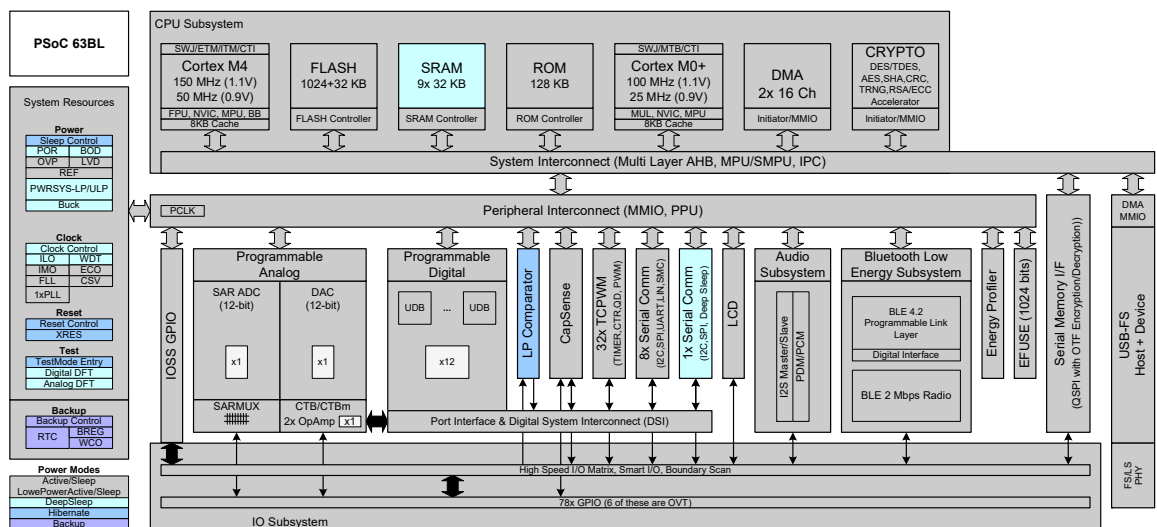 PSoC 63BL
System Resources
Power
Sleep Control
POR BOD
OVP LVD
REF
PWRSYS-LP/ULP
Buck
Clock
Clock Control
ILO WDT
IMO ECO
FLL CSV
1xPLL
Reset
Reset Control
XRES
Test
TestMode Entry
Digital DFT
Analog DFT
Backup
Backup Control
RTC BREG
WCO
Power Modes
Active/Sleep
LowePowerActive/Sleep
DeepSleep
Hibernate
Backup
CPU Subsystem
SWJ/ETM/ITM/CTI
Cortex M4
150 MHz (1.1V)
50 MHz (0.9V)
FPU, NVIC, MPU, BB
8KB Cache
FLASH
1024+32 KB
FLASH Controller
SRAM
9x 32 KB
SRAM Controller
ROM
128 KB
ROM Controller
SWJ/MTB/CTI
Cortex M0+
100 MHz (1.1V)
25 MHz (0.9V)
MUL, NVIC, MPU
8KB Cache
DMA
2x 16 Ch
Initiator/MMIO
CRYPTO
DES/TDES,
AES,SHA,CRC,
TRNG,RSA/ECC
Accelerator
Initiator/MMIO
System Interconnect (Multi Layer AHB, MPU/SMPU, IPC)
PCLK
Peripheral Interconnect (MMIO, PPU)
IOSS GPIO
Programmable
Analog
SAR ADC
(12-bit)
x1
SARMUX
DAC
(12-bit)
x1
CTB/CTBm
2x OpAmp x1
Programmable
Digital
UDB ... UDB
x12
LP Comparator
CapSense
32x TCPWM
(TIMER,CTR,QD, PWM)
8x Serial Comm
(I2C,SPI,UART,LIN,SMC)
1x Serial Comm
(I2C,SPI, Deep Sleep)
LCD
Audio
Subsystem
I2S Master/Slave
PDM/PCM
Bluetooth Low
Energy Subsystem
BLE 4.2
Programmable Link
Layer
Digital Interface
BLE 2 Mbps Radio
Energy Profiler
EFUSE (1024 bits)
Serial Memory I/F
(QSPI with OTF Encryption/Decryption))
DMA
MMIO
USB-FS
Host + Device
FS/LS
PHY
Port Interface & Digital System Interconnect (DSI)
High Speed I/O Matrix, Smart I/O, Boundary Scan
78x GPIO (6 of these are OVT)
IO Subsystem